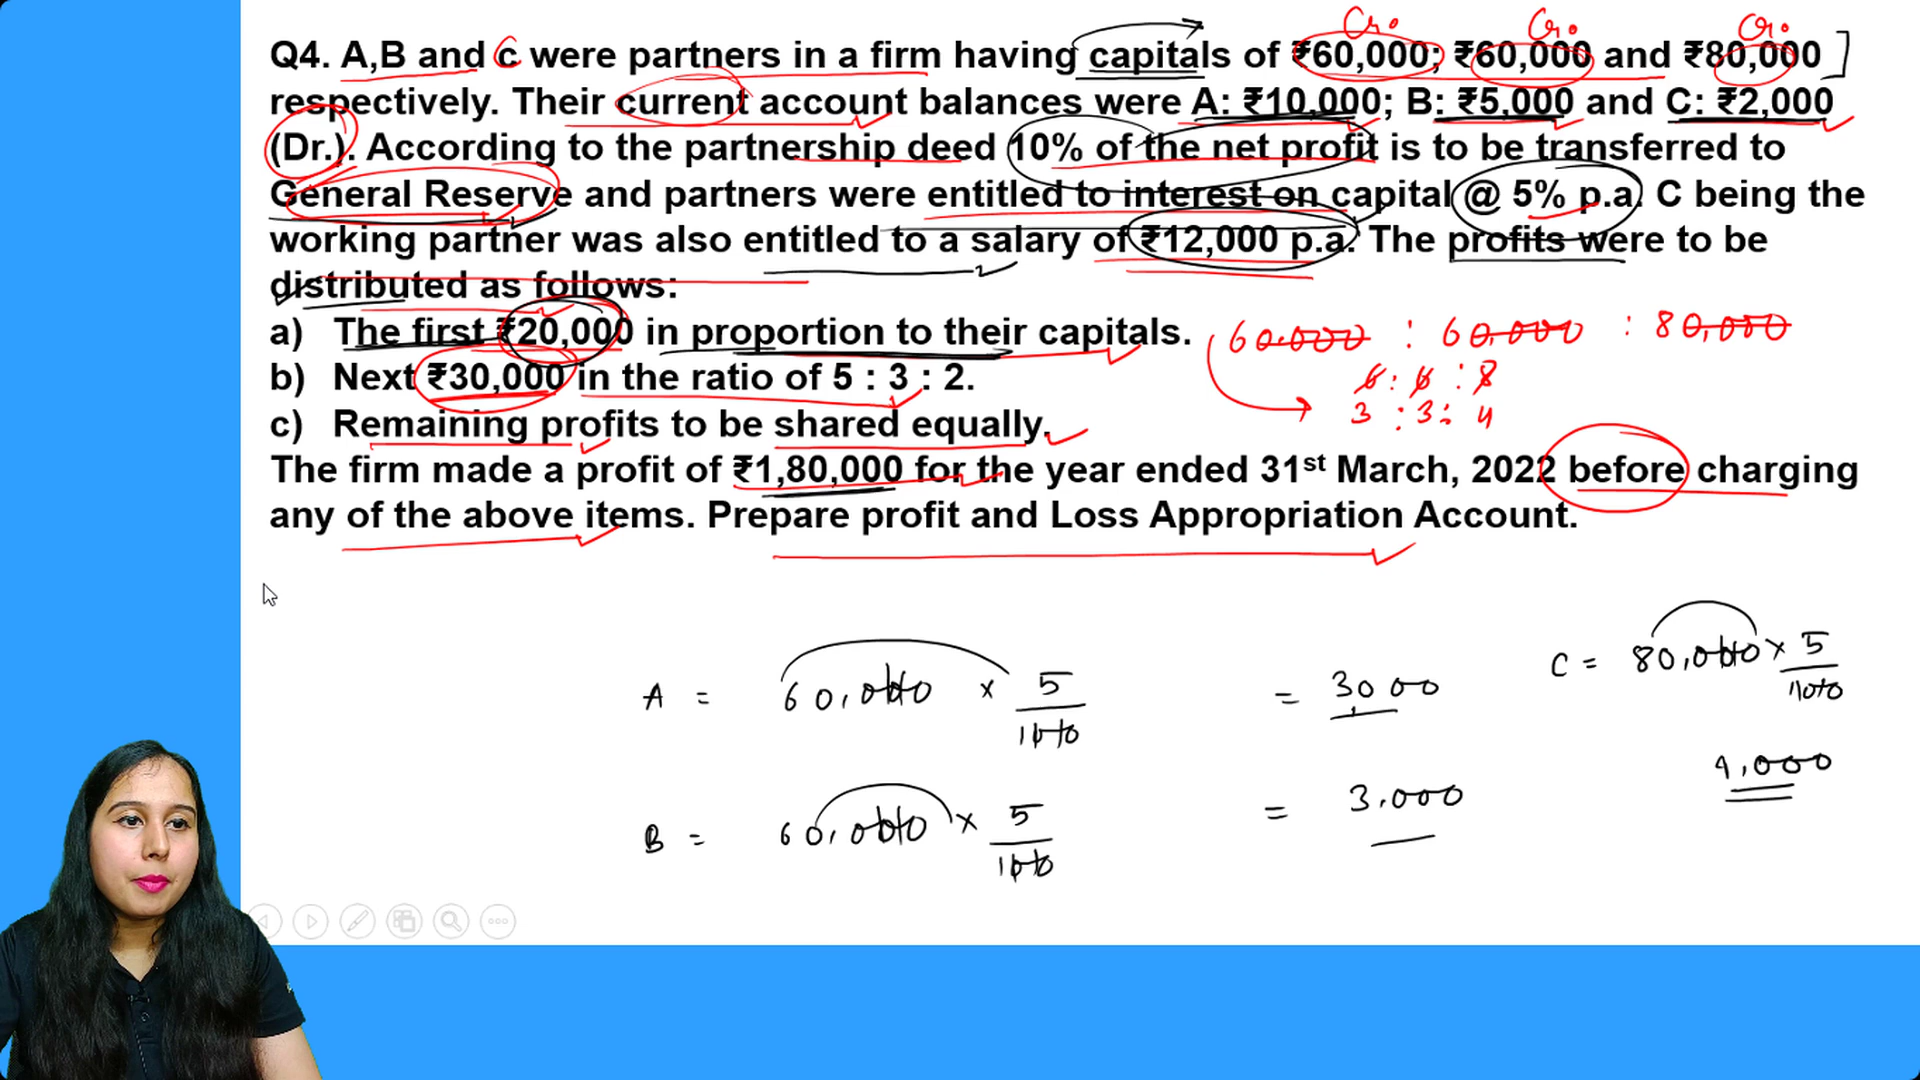 Cr. Cr. Cr.
Q4. A,B and c were partners in a firm having capitals of ₹60,000; ₹60,000 and ₹80,000 ]
respectively. Their current account balances were A: ₹10,000; B: ₹5,000 and C: ₹2,000
(Dr.). According to the partnership deed 10% of the net profit is to be transferred to
General Reserve and partners were entitled to interest on capital @ 5% p.a. C being the
working partner was also entitled to a salary of ₹12,000 p.a. The profits were to be
distributed as follows:
a) The first ₹20,000 in proportion to their capitals.
60,000 : 60,000 : 80,000
b) Next ₹30,000 in the ratio of 5 : 3 : 2.
6 : 6 : 8
3 : 3 : 4
c) Remaining profits to be shared equally.
The firm made a profit of ₹1,80,000 for the year ended 31st March, 2022 before charging
any of the above items. Prepare profit and Loss Appropriation Account.
A = 60,000 × 5/100 = 3000
B = 60,000 × 5/100 = 3,000
C = 80,000 × 5/100
4,000